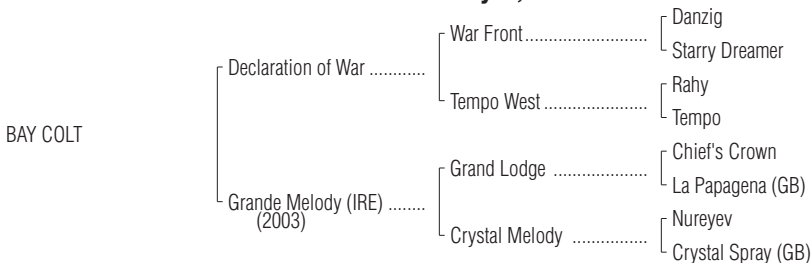 Danzig
War Front..............................
Starry Dreamer
Declaration of War ............
Rahy
Tempo West .........................
Tempo
BAY COLT
Chief's Crown
Grand Lodge .......................
La Papagena (GB)
Grande Melody (IRE) ........
(2003)
Nureyev
Crystal Melody ..................
Crystal Spray (GB)